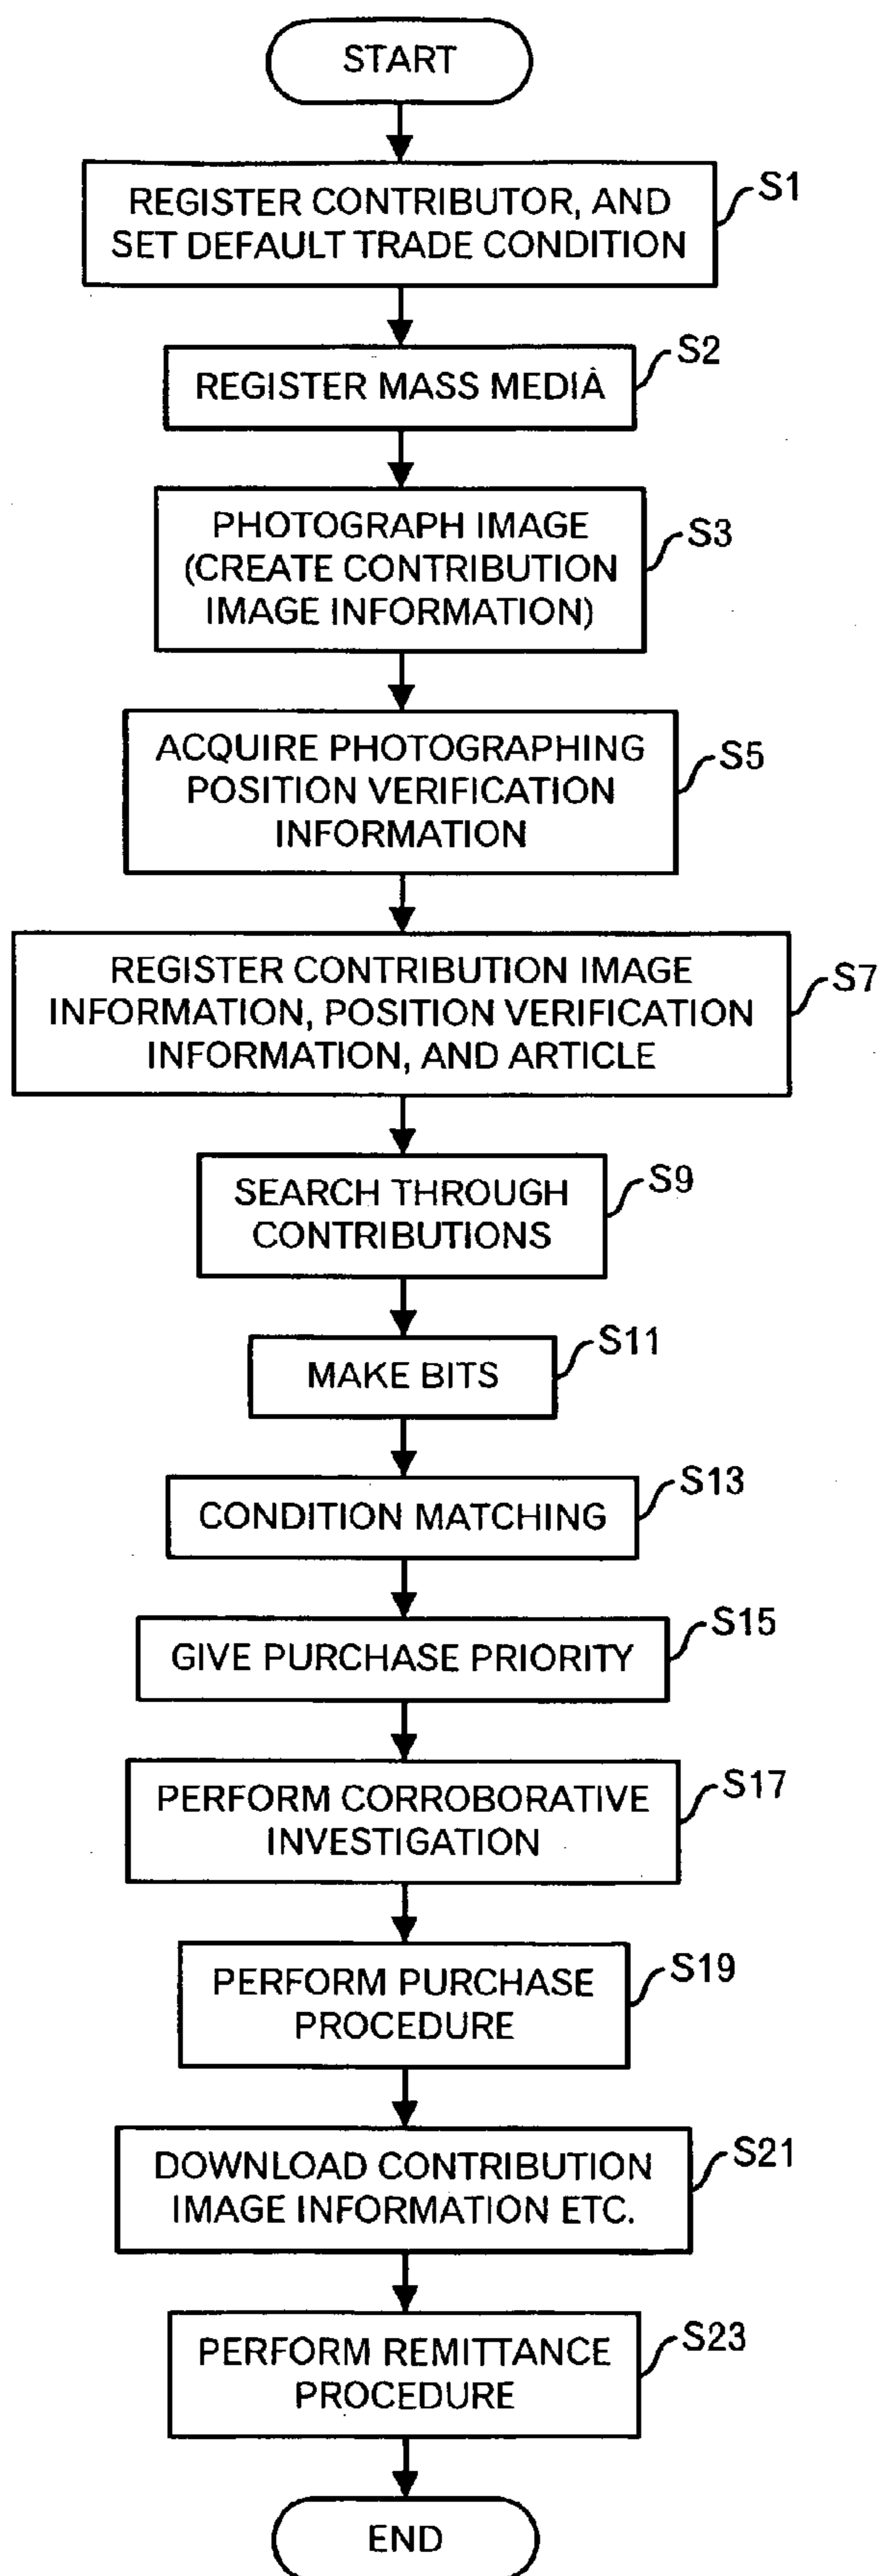 START
REGISTER CONTRIBUTOR, AND
SET DEFAULT TRADE CONDITION
S1
REGISTER MASS MEDIA
S2
PHOTOGRAPH IMAGE
(CREATE CONTRIBUTION
IMAGE INFORMATION)
S3
ACQUIRE PHOTOGRAPHING
POSITION VERIFICATION
INFORMATION
S5
REGISTER CONTRIBUTION IMAGE
INFORMATION, POSITION VERIFICATION
INFORMATION, AND ARTICLE
S7
SEARCH THROUGH
CONTRIBUTIONS
S9
MAKE BITS
S11
CONDITION MATCHING
S13
GIVE PURCHASE PRIORITY
S15
PERFORM CORROBORATIVE
INVESTIGATION
S17
PERFORM PURCHASE
PROCEDURE
S19
DOWNLOAD CONTRIBUTION
IMAGE INFORMATION ETC.
S21
PERFORM REMITTANCE
PROCEDURE
S23
END